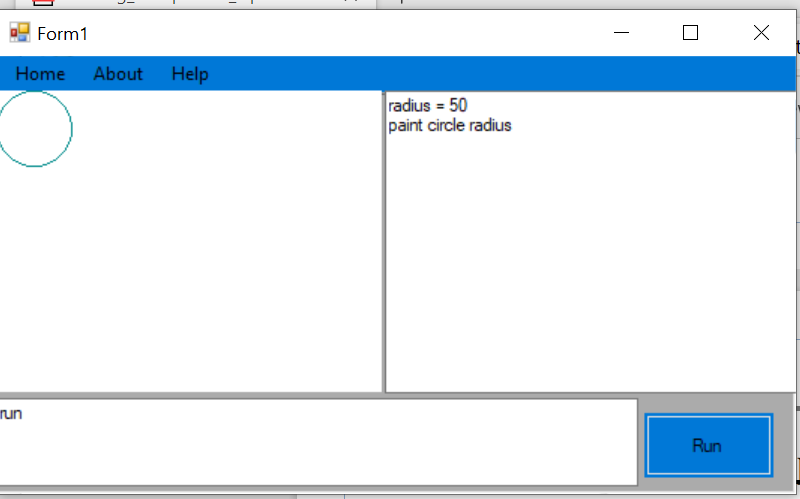 Form1
Home About Help
radius = 50
paint circle radius
run
Run